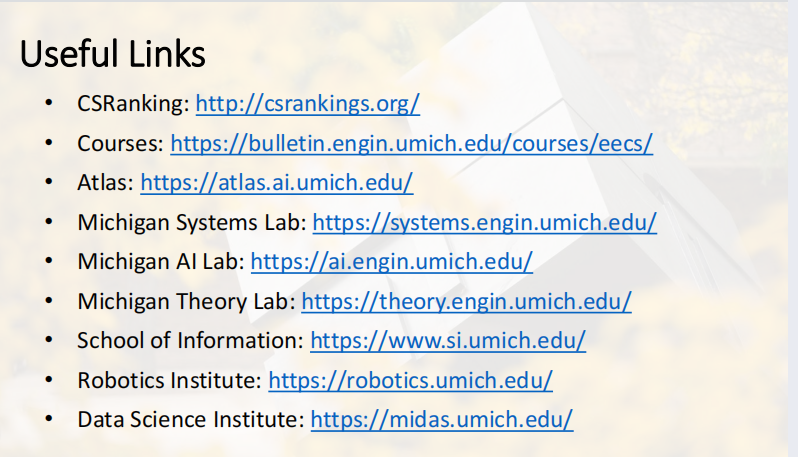 Useful Links
• CSRanking: http://csrankings.org/
• Courses: https://bulletin.engin.umich.edu/courses/eecs/
• Atlas: https://atlas.ai.umich.edu/
• Michigan Systems Lab: https://systems.engin.umich.edu/
• Michigan AI Lab: https://ai.engin.umich.edu/
• Michigan Theory Lab: https://theory.engin.umich.edu/
• School of Information: https://www.si.umich.edu/
• Robotics Institute: https://robotics.umich.edu/
• Data Science Institute: https://midas.umich.edu/